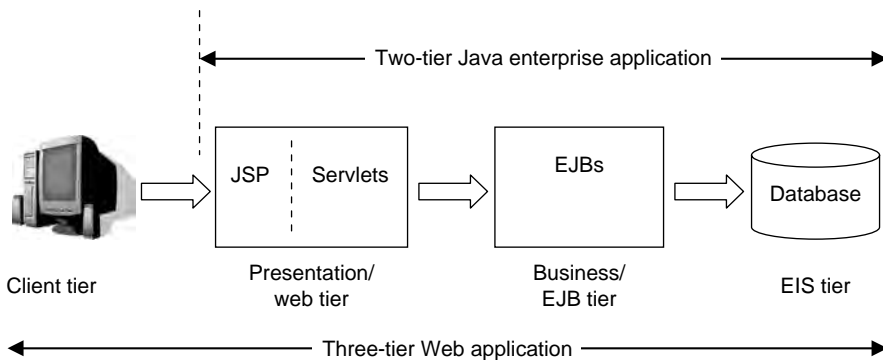 Two-tier Java enterprise application
JSP
Servlets
EJBs
Database
Client tier
Presentation/
web tier
Business/
EJB tier
EIS tier
Three-tier Web application